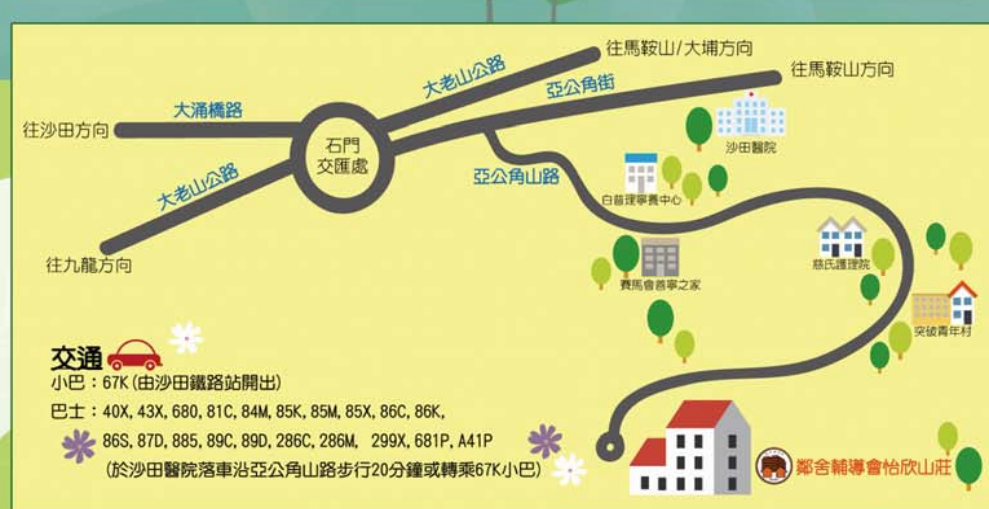 往馬鞍山/大埔方向
往馬鞍山方向
大老山公路
亞公角街
大涌橋路
往沙田方向
石門
交匯處
沙田醫院
亞公角山路
大老山公路
白普理寧養中心
往九龍方向
慈氏護理院
賽馬會善寧之家
突破青年村
交通
小巴：67K(由沙田鐵路站開出)
巴士：40X, 43X, 680, 81C, 84M, 85K, 85M, 85X, 86C, 86K,
86S, 87D, 885, 89C, 89D, 286C, 286M, 299X, 681P, A41P
(於沙田醫院落車沿亞公角山路步行20分鐘或轉乘67K小巴)
鄰舍輔導會怡欣山莊